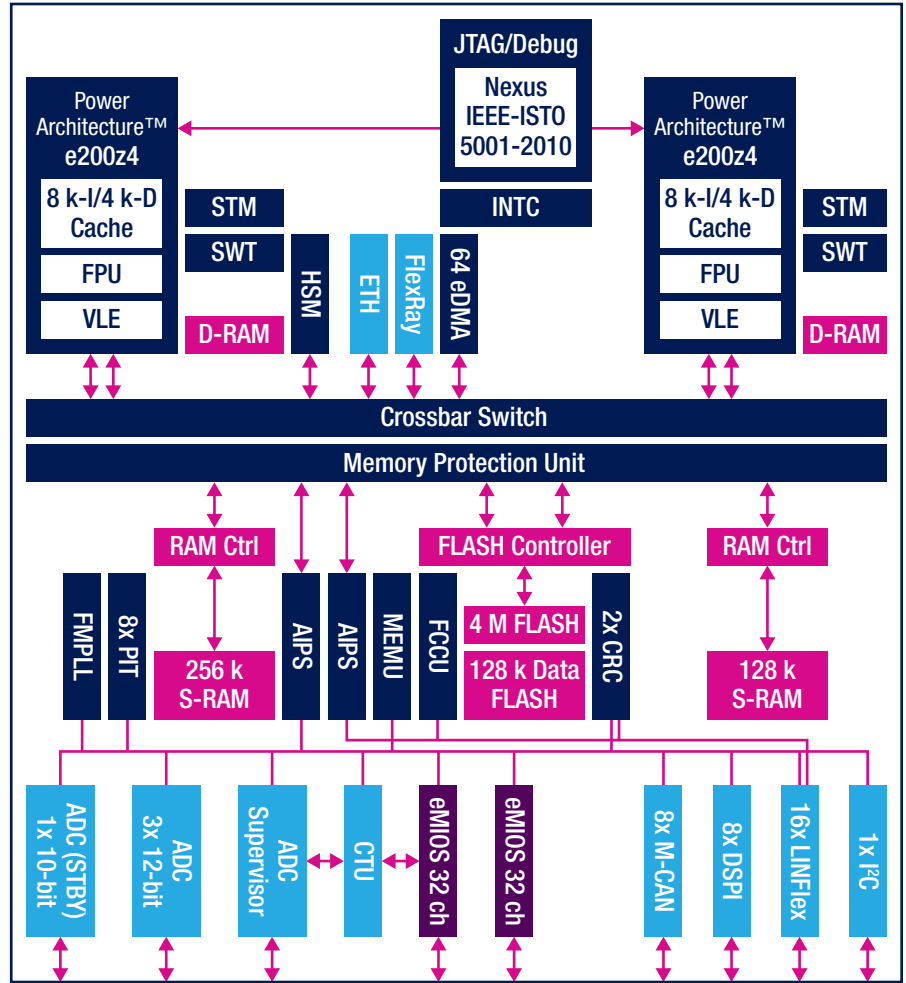 JTAG/Debug
Nexus
IEEE-ISTO
5001-2010
INTC
Power
Architecture™
e200z4
8 k-I/4 k-D
Cache
FPU
VLE
STM
SWT
D-RAM
HSM
ETH
FlexRay
64 eDMA
Power
Architecture™
e200z4
8 k-I/4 k-D
Cache
FPU
VLE
STM
SWT
D-RAM
Crossbar Switch
Memory Protection Unit
RAM Ctrl
FLASH Controller
RAM Ctrl
FMPLL
8x PIT
256 k
S-RAM
AIPS
AIPS
MEMU
FCCU
4 M FLASH
128 k Data
FLASH
2x CRC
128 k
S-RAM
ADC (STBY)
1x 10-bit
ADC
3x 12-bit
ADC
Supervisor
CTU
eMIOS 32 ch
eMIOS 32 ch
8x M-CAN
8x DSPI
16x LINFlex
1x I²C